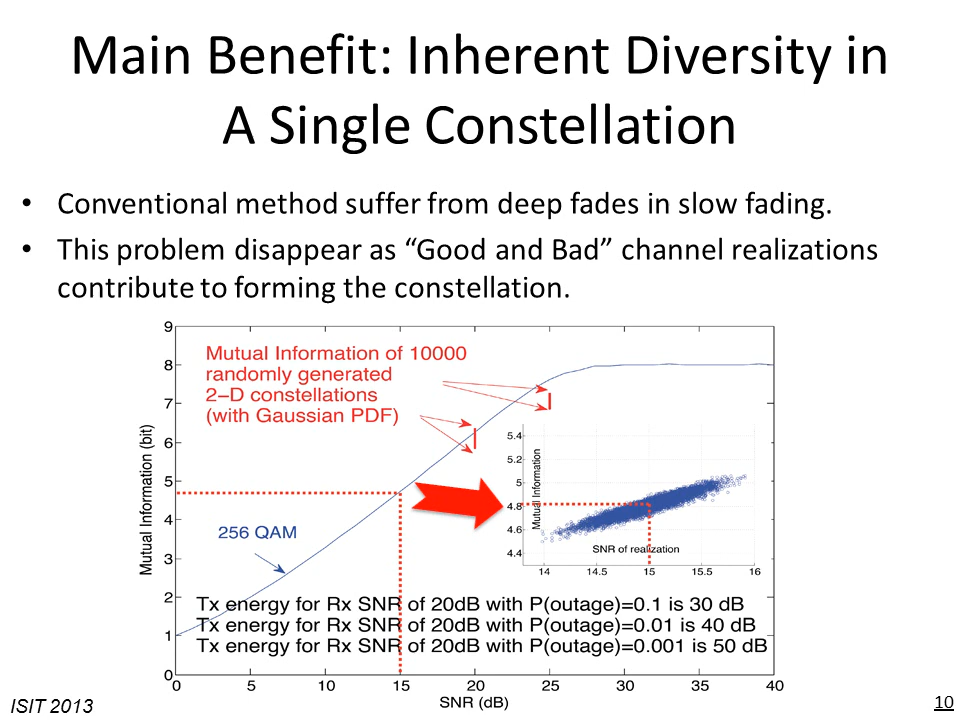 Main Benefit: Inherent Diversity in
A Single Constellation
• Conventional method suffer from deep fades in slow fading.
• This problem disappear as “Good and Bad” channel realizations
contribute to forming the constellation.
9
8
7
6
5
4
3
2
1
0
Mutual Information (bit)
Mutual Information of 10000
randomly generated
2−D constellations
(with Gaussian PDF)
256 QAM
5.4
5.2
5
4.8
4.6
4.4
Mutual Information
SNR of realization
14 14.5 15 15.5 16
Tx energy for Rx SNR of 20dB with P(outage)=0.1 is 30 dB
Tx energy for Rx SNR of 20dB with P(outage)=0.01 is 40 dB
Tx energy for Rx SNR of 20dB with P(outage)=0.001 is 50 dB
0 5 10 15 20 25 30 35 40
SNR (dB)
ISIT 2013
10